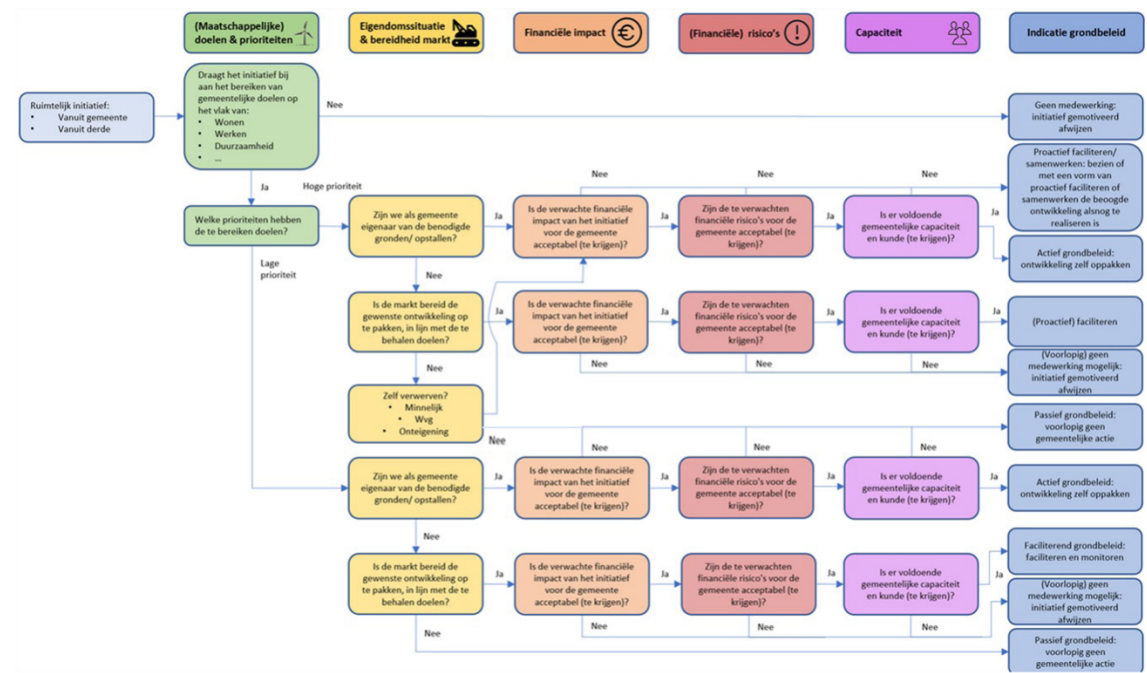 (Maatschappelijke)
doelen & prioriteiten
Eigendomssituatie
& bereidheid markt
Financiële impact
(Financiële) risico's
Capaciteit
Indicatie grondbeleid
Ruimtelijk initiatief:
• Vanuit gemeente
• Vanuit derde
Draagt het initiatief bij
aan het bereiken van
gemeentelijke doelen op
het vlak van:
• Wonen
• Werken
• Duurzaamheid
• ...
Nee
Geen medewerking:
initiatief gemotiveerd
afwijzen
Ja
Hoge prioriteit
Welke prioriteiten hebben
de te bereiken doelen?
Lage
prioriteit
Zijn we als gemeente
eigenaar van de benodigde
gronden/ opstallen?
Ja
Is de verwachte financiële
impact van het initiatief
voor de gemeente
acceptabel (te krijgen)?
Nee
Ja
Zijn de te verwachten
financiële risico's voor de
gemeente acceptabel (te
krijgen)?
Nee
Ja
Is er voldoende
gemeentelijke capaciteit
en kunde (te krijgen)?
Nee
Ja
Proactief faciliteren/
samenwerken: bezien of
met een vorm van
proactief faciliteren of
samenwerken de beoogde
ontwikkeling alsnog te
realiseren is
Actief grondbeleid:
ontwikkeling zelf oppakken
Nee
Is de markt bereid de
gewenste ontwikkeling op
te pakken, in lijn met de te
behalen doelen?
Ja
Is de verwachte financiële
impact van het initiatief
voor de gemeente
acceptabel (te krijgen)?
Ja
Zijn de te verwachten
financiële risico's voor de
gemeente acceptabel (te
krijgen)?
Ja
Is er voldoende
gemeentelijke capaciteit
en kunde (te krijgen)?
Ja
(Proactief) faciliteren
Nee
Nee
Nee
Nee
(Voorlopig) geen
medewerking mogelijk:
initiatief gemotiveerd
afwijzen
Zelf verwerven?
• Minnelijk
• Wvg
• Onteigening
Nee
Nee
Nee
Nee
Passief grondbeleid:
voorlopig geen
gemeentelijke actie
Zijn we als gemeente
eigenaar van de benodigde
gronden/ opstallen?
Ja
Is de verwachte financiële
impact van het initiatief
voor de gemeente
acceptabel (te krijgen)?
Ja
Zijn de te verwachten
financiële risico's voor de
gemeente acceptabel (te
krijgen)?
Ja
Is er voldoende
gemeentelijke capaciteit
en kunde (te krijgen)?
Ja
Actief grondbeleid:
ontwikkeling zelf oppakken
Nee
Is de markt bereid de
gewenste ontwikkeling op
te pakken, in lijn met de te
behalen doelen?
Ja
Is de verwachte financiële
impact van het initiatief
voor de gemeente
acceptabel (te krijgen)?
Ja
Zijn de te verwachten
financiële risico's voor de
gemeente acceptabel (te
krijgen)?
Ja
Is er voldoende
gemeentelijke capaciteit
en kunde (te krijgen)?
Ja
Faciliterend grondbeleid:
faciliteren en monitoren
Nee
Nee
Nee
Nee
(Voorlopig) geen
medewerking mogelijk:
initiatief gemotiveerd
afwijzen
Passief grondbeleid:
voorlopig geen
gemeentelijke actie